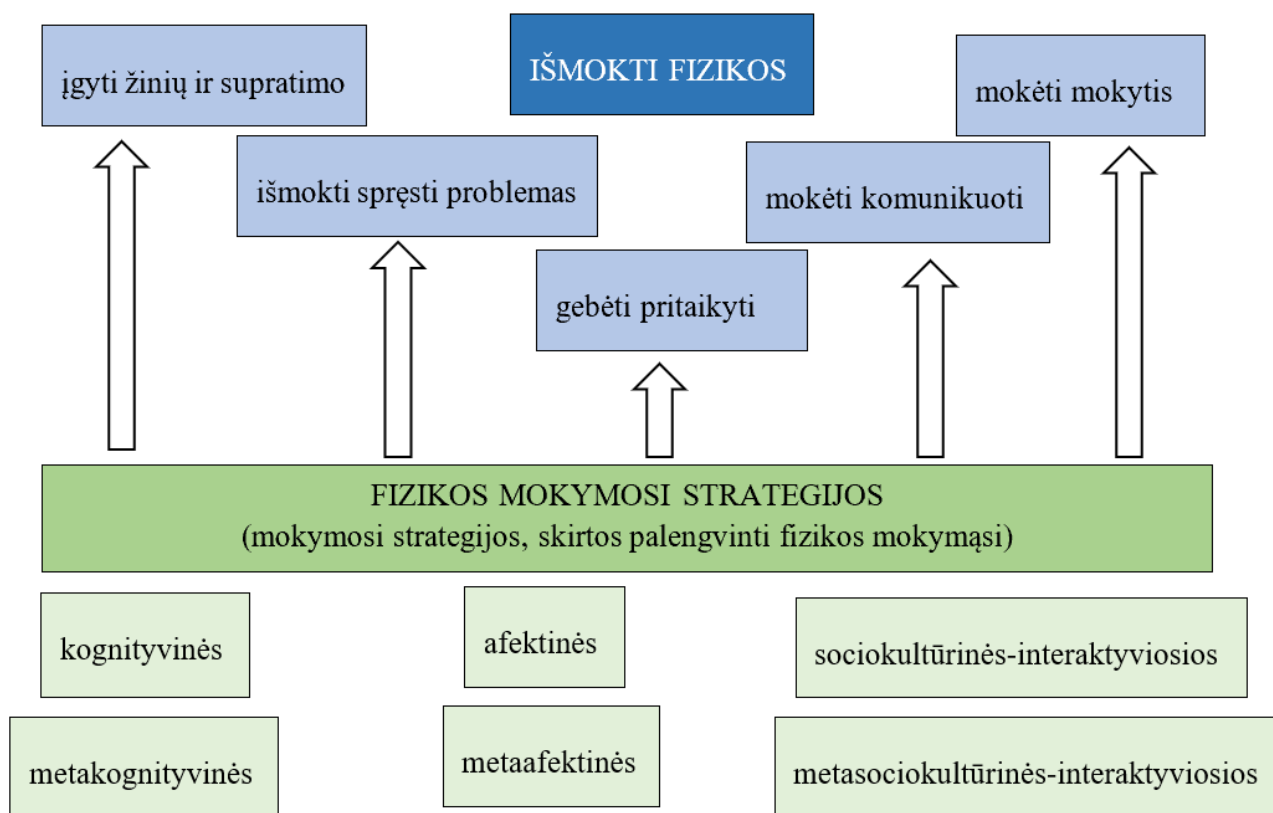 įgyti žinių ir supratimo
IŠMOKTI FIZIKOS
mokėti mokytis
išmokti spręsti problemas
mokėti komunikuoti
gebėti pritaikyti
FIZIKOS MOKYMOSI STRATEGIJOS
(mokymosi strategijos, skirtos palengvinti fizikos mokymąsi)
kognityvinės
afektinės
sociokultūrinės-interaktyviosios
metakognityvinės
metaafektinės
metasociokultūrinės-interaktyviosios